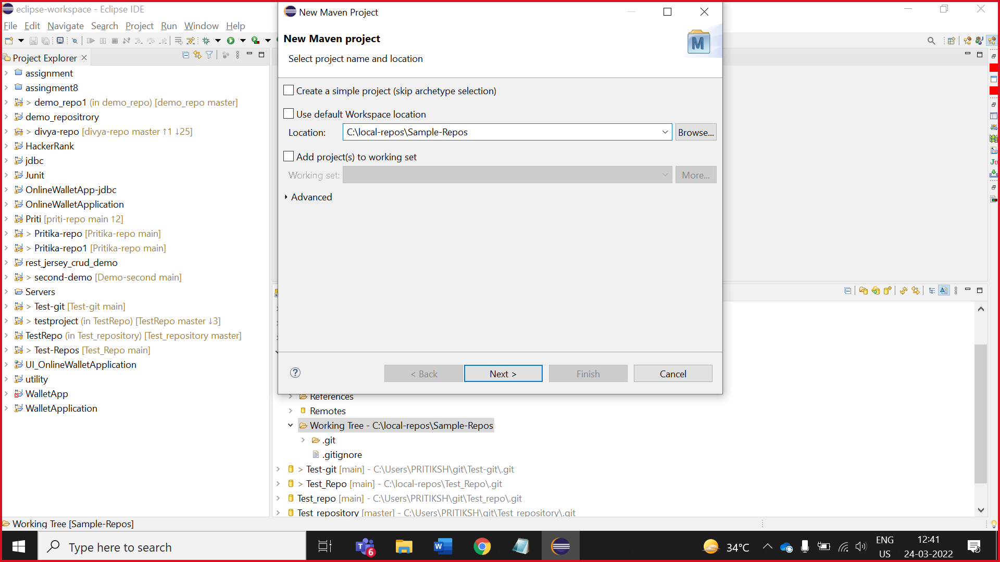 eclipse-workspace - Eclipse IDE
File Edit Navigate Search Project Run Window Help
Project Explorer
assignment
assingment8
> demo_repo1 (in demo_repo) [demo_repo master]
demo_repositrory
> divya-repo [divya-repo master ↑1 ↓25]
HackerRank
jdbc
Junit
OnlineWalletApp-jdbc
OnlineWalletApplication
Priti [priti-repo main ↑2]
> Pritika-repo [Pritika-repo main]
> Pritika-repo1 [Pritika-repo main]
rest_jersey_crud_demo
> second-demo [Demo-second main]
Servers
> Test-git [Test-git main]
> testproject (in TestRepo) [TestRepo master ↓3]
TestRepo (in Test_repository) [Test_repository master]
> Test-Repos [Test_Repo main]
UI_OnlineWalletApplication
utility
WalletApp
WalletApplication
New Maven Project
New Maven project
M
Select project name and location
Create a simple project (skip archetype selection)
Use default Workspace location
Location: C:\local-repos\Sample-Repos Browse...
Add project(s) to working set
Working set: More...
Advanced
< Back Next > Finish Cancel
References
Remotes
Working Tree - C:\local-repos\Sample-Repos
.git
.gitignore
> Test-git [main] - C:\Users\PRITIKSH\git\Test-git\.git
> Test_Repo [main] - C:\local-repos\Test_Repo\.git
Test_repo [main] - C:\Users\PRITIKSH\git\Test_repo\.git
Test_repository [master] - C:\Users\PRITIKSH\git\Test_repository\.git
Ju
Working Tree [Sample-Repos]
Type here to search
T 6
W
34°C
ENG
US
12:41
24-03-2022